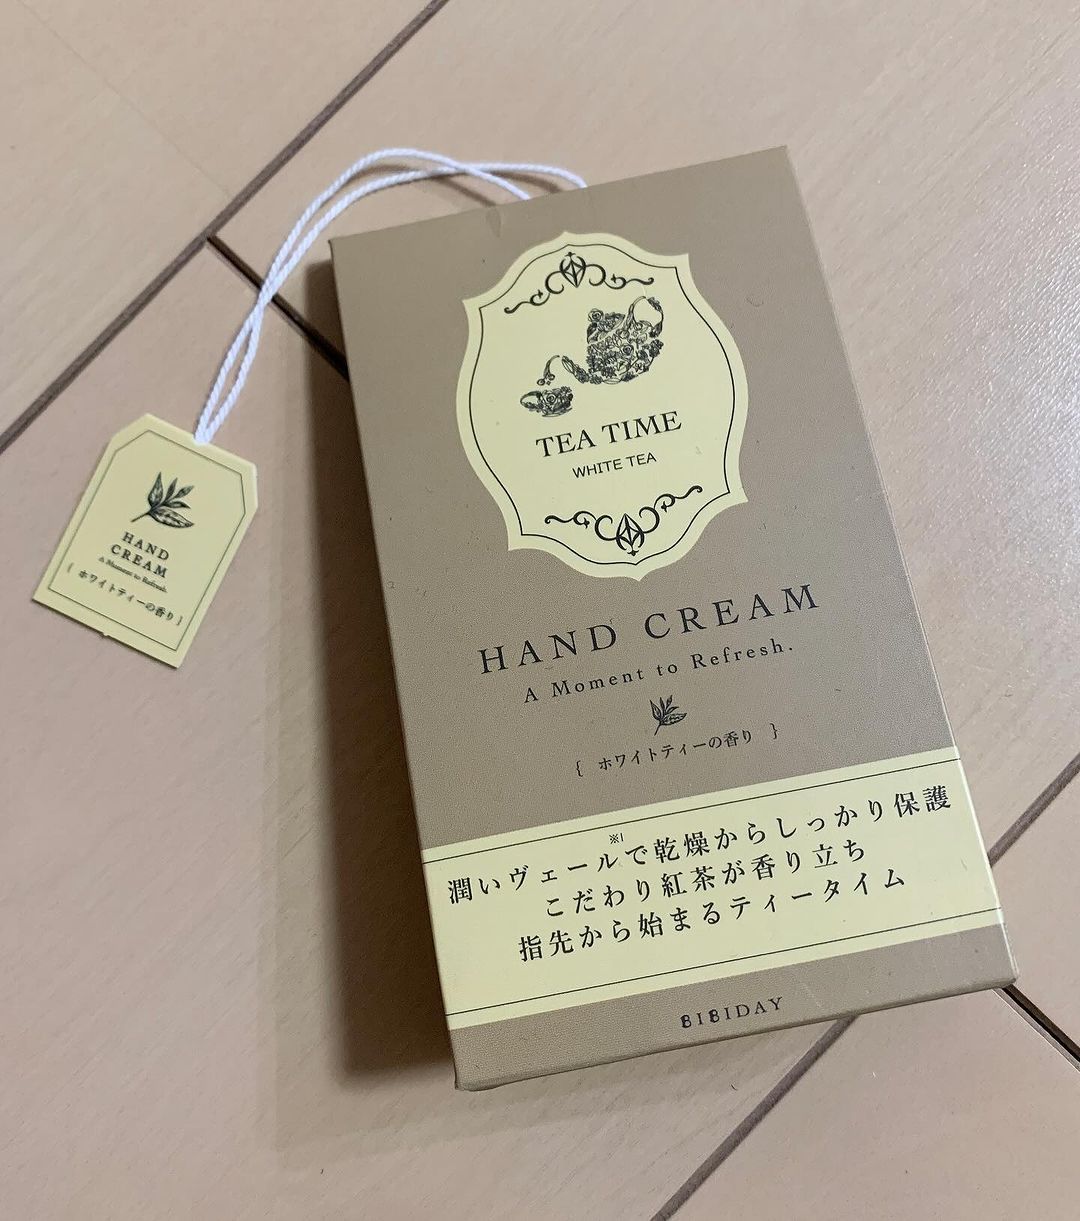 TEA TIME
WHITE TEA
HAND CREAM
A Moment to Refresh.
{ ホワイトティーの香り }
※1
潤いヴェールで乾燥からしっかり保護
こだわり紅茶が香り立ち
指先から始まるティータイム
BIBIDAY
HAND
CREAM
A Moment to Refresh.
{ ホワイトティーの香り }